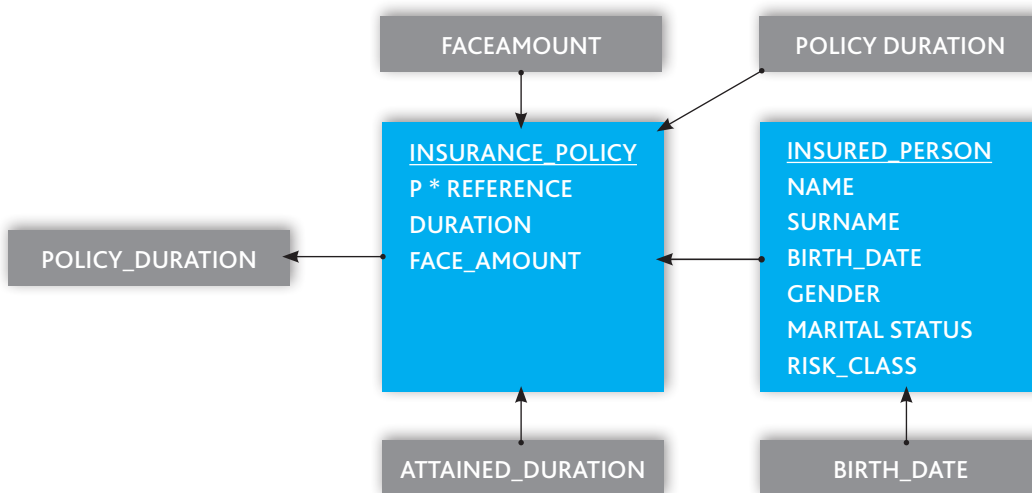 FACEAMOUNT
POLICY DURATION
INSURANCE_POLICY
P * REFERENCE
DURATION
FACE_AMOUNT
INSURED_PERSON
NAME
SURNAME
BIRTH_DATE
GENDER
MARITAL STATUS
RISK_CLASS
POLICY_DURATION
ATTAINED_DURATION
BIRTH_DATE